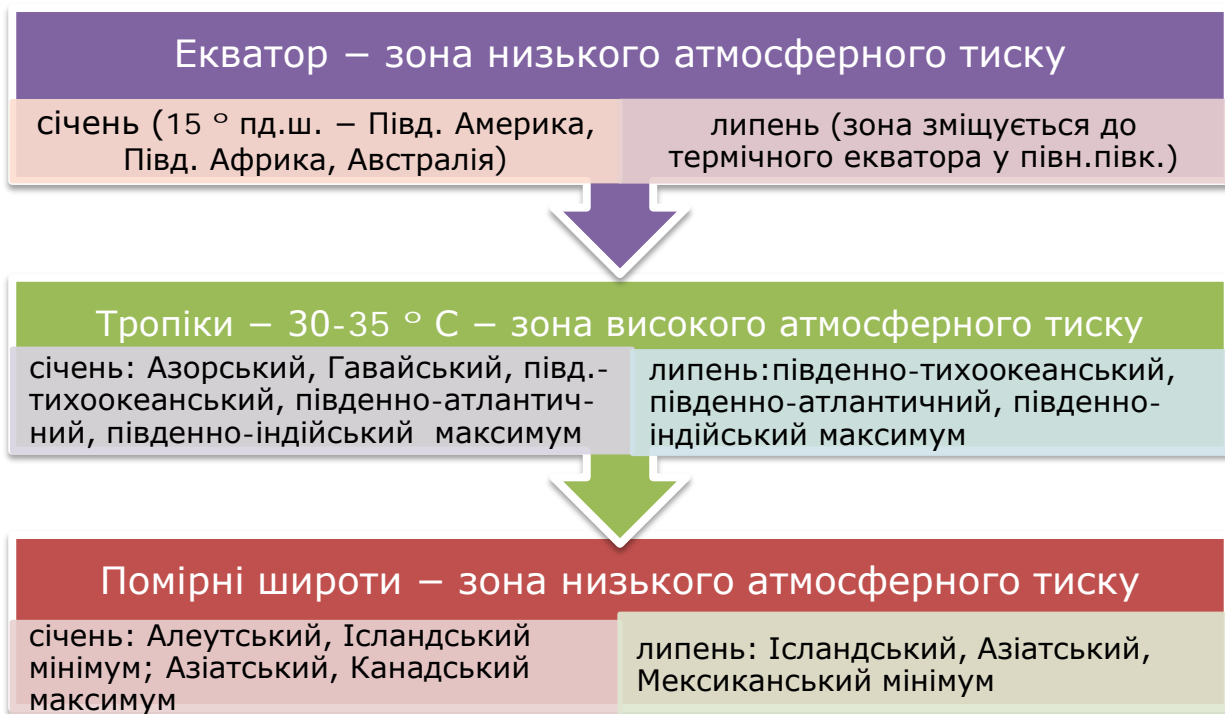 Екватор − зона низького атмосферного тиску
січень (15 ° пд.ш. − Півд. Америка,
Півд. Африка, Австралія)
липень (зона зміщується до
термічного екватора у півн.півк.)
Тропіки − 30-35 ° С − зона високого атмосферного тиску
січень: Азорський, Гавайський, півд.-
тихоокеанський, південно-атлантич-
ний, південно-індійський максимум
липень:південно-тихоокеанський,
південно-атлантичний, південно-
індійський максимум
Помірні широти − зона низького атмосферного тиску
січень: Алеутський, Ісландський
мінімум; Азіатський, Канадський
максимум
липень: Ісландський, Азіатський,
Мексиканський мінімум